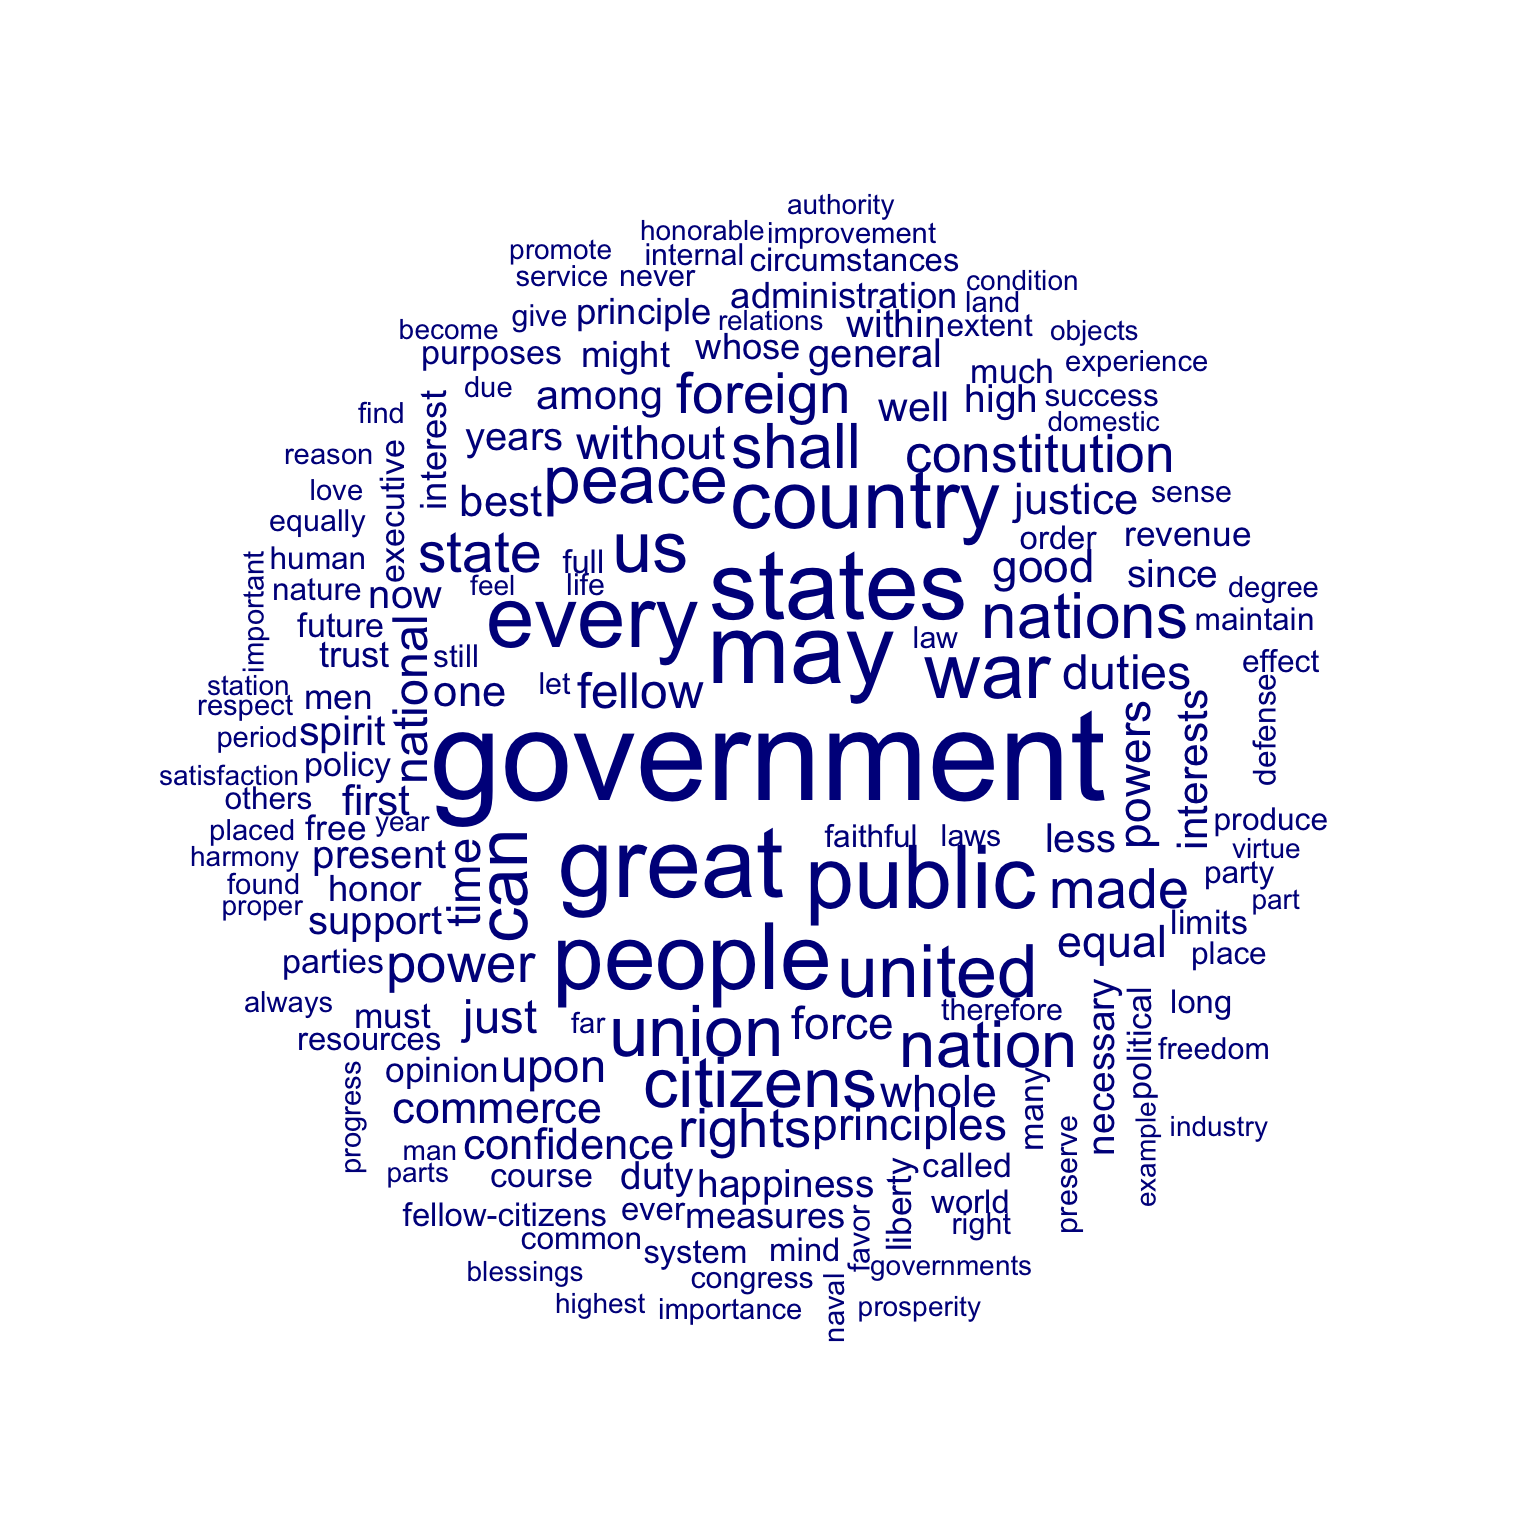 authority
honorable
improvement
promote
internal
circumstances
service
never
condition
administration
land
give
principle
relations
within
extent
become
objects
purposes
might
whose
general
much
experience
due
among
foreign
well
high
success
find
interest
domestic
years
without
shall
constitution
reason
executive
peace
country
love
best
justice
sense
equally
state
us
order
revenue
human
full
states
good
since
important
nature
now
feel
life
degree
every
may
nations
maintain
future
law
trust
national
still
war
duties
effect
station
respect
men
one
let
fellow
defense
period
spirit
government
powers
interests
satisfaction
policy
others
first
placed
free
year
faithful
laws
less
produce
harmony
present
time
can
great
public
made
virtue
found
honor
party
proper
support
part
limits
parties
power
people
united
equal
place
always
must
just
far
union
force
therefore
necessary
political
long
resources
nation
freedom
progress
opinion
upon
citizens
whole
many
commerce
rights
principles
example
industry
man
confidence
preserve
parts
course
duty
happiness
liberty
called
fellow-citizens
ever
measures
world
right
common
system
mind
favor
blessings
congress
governments
highest
importance
naval
prosperity